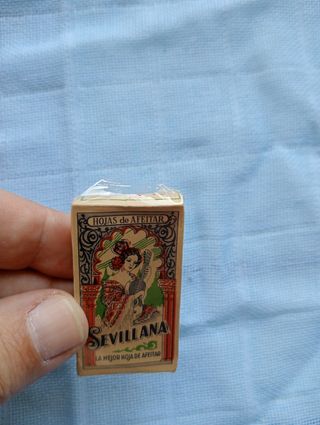 HOJAS de AFEITAR
SEVILLANA
LA MEJOR HOJA DE AFEITAR